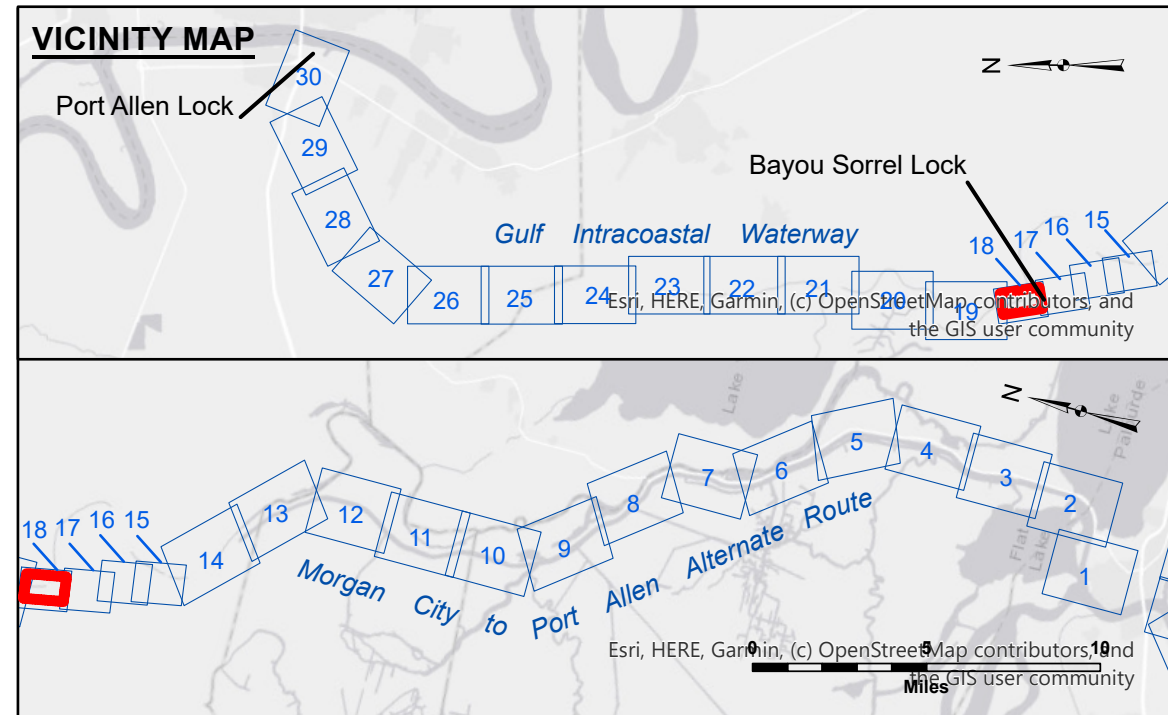 VICINITY MAP
N
30
Port Allen Lock
29
Bayou Sorrel Lock
28
Gulf Intracoastal Waterway
15
16
17
18
27
26
25
24
23
22
21
20
19
Esri, HERE, Garmin, (c) OpenStreetMap contributors, and
the GIS user community
N
Lake
Lake
Palourde
5
4
7
6
3
2
8
13
12
11
10
9
Flat
Lake
1
18
17
16
15
14
Morgan City to Port Allen Alternate Route
Esri, HERE, Garmin, (c) OpenStreetMap contributors, and
the GIS user community
0 5 10
Miles